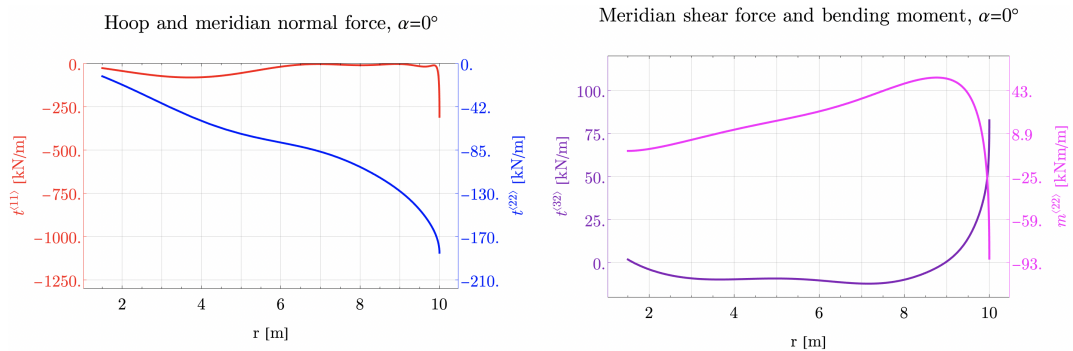 Hoop and meridian normal force, α=0°
0.
−250.
−500.
−750.
−1000.
−1250.
t⟨11⟩ [kN/m]
0.
−42.
−85.
−130.
−170.
−210.
t⟨22⟩ [kN/m]
2 4 6 8 10
r [m]
Meridian shear force and bending moment, α=0°
100.
75.
50.
25.
0.
t⟨32⟩ [kN/m]
43.
8.9
−25.
−59.
−93.
m⟨22⟩ [kNm/m]
2 4 6 8 10
r [m]